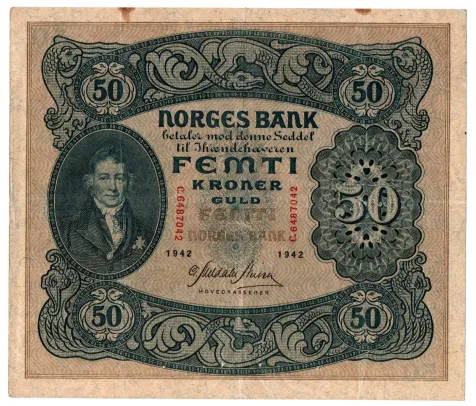 50 50
NORGES BANK
betaler mod denne Seddel
til Ihændehaveren
FEMTI
KRONER
GULD
FEMTI
NORGES BANK
C.6487042
C.6487042
50
1942 1942
HOVEDKASSERER
50 50